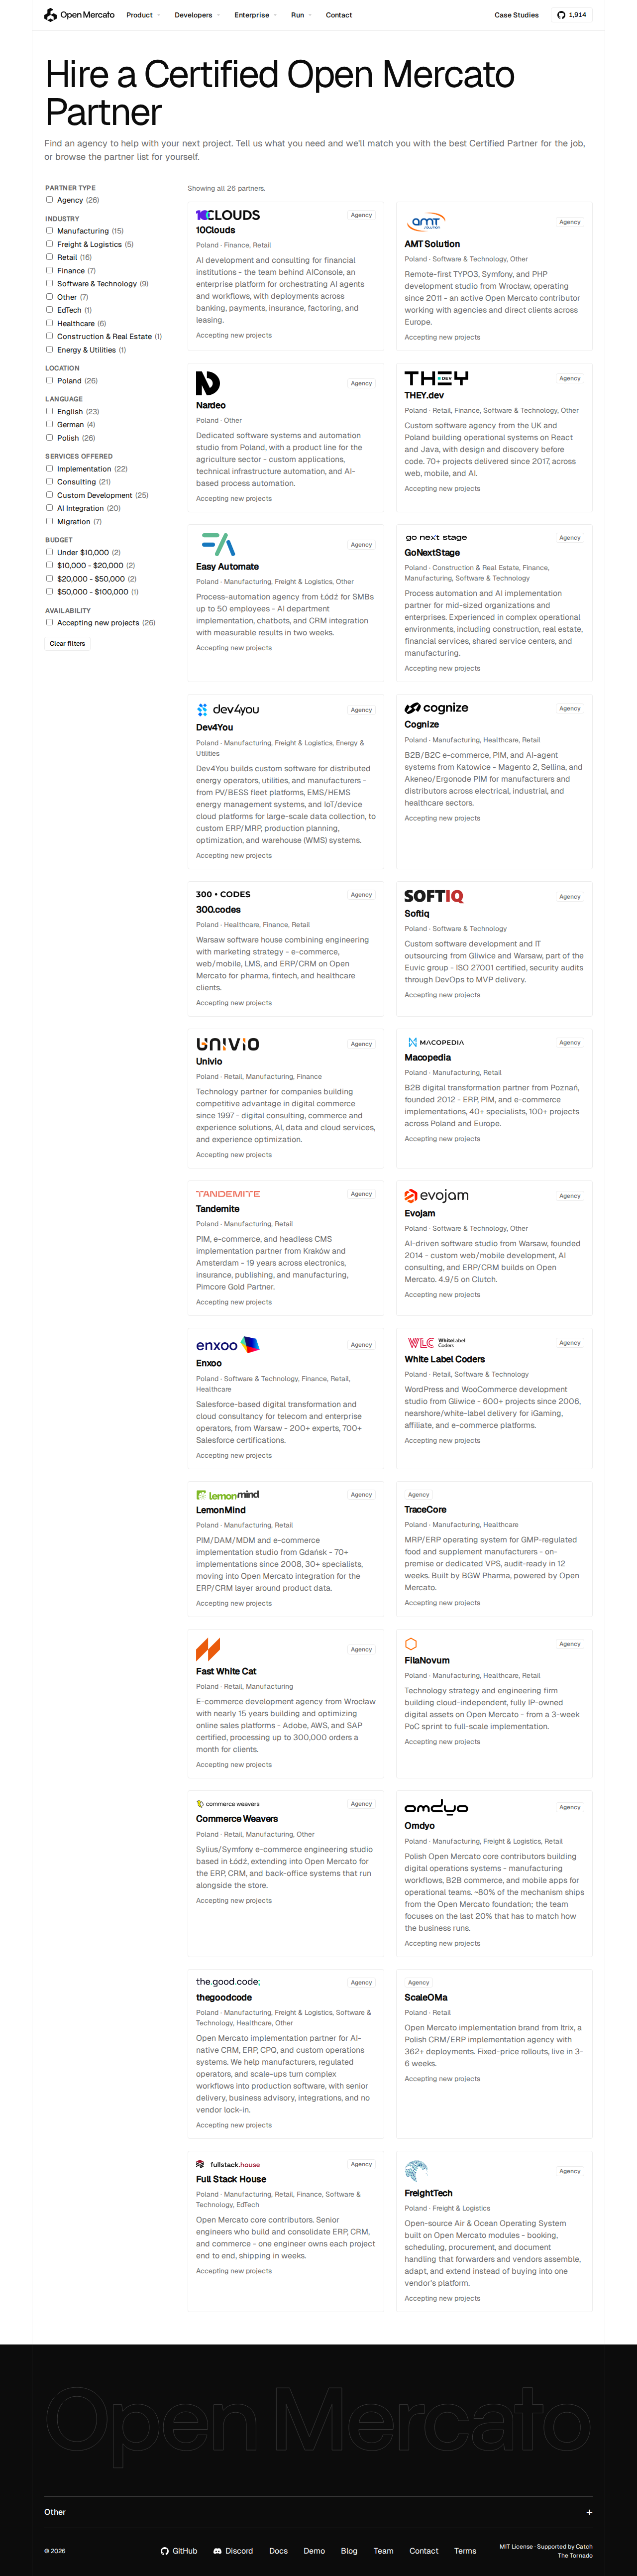 Open Mercato
Product
Developers
Enterprise
Run
Contact
Case Studies
1,914
Hire a Certified Open Mercato
Partner
Find an agency to help with your next project. Tell us what you need and we'll match you with the best Certified Partner for the job,
or browse the partner list for yourself.
PARTNER TYPE
Agency (26)
INDUSTRY
Manufacturing (15)
Freight & Logistics (5)
Retail (16)
Finance (7)
Software & Technology (9)
Other (7)
EdTech (1)
Healthcare (6)
Construction & Real Estate (1)
Energy & Utilities (1)
LOCATION
Poland (26)
LANGUAGE
English (23)
German (4)
Polish (26)
SERVICES OFFERED
Implementation (22)
Consulting (21)
Custom Development (25)
AI Integration (20)
Migration (7)
BUDGET
Under $10,000 (2)
$10,000 - $20,000 (2)
$20,000 - $50,000 (2)
$50,000 - $100,000 (1)
AVAILABILITY
Accepting new projects (26)
Clear filters
Showing all 26 partners.
10CLOUDS
Agency
10Clouds
Poland · Finance, Retail
AI development and consulting for financial
institutions - the team behind AIConsole, an
enterprise platform for orchestrating AI agents
and workflows, with deployments across
banking, payments, insurance, factoring, and
leasing.
Accepting new projects
AMT SOLUTION
Agency
AMT Solution
Poland · Software & Technology, Other
Remote-first TYPO3, Symfony, and PHP
development studio from Wrocław, operating
since 2011 - an active Open Mercato contributor
working with agencies and direct clients across
Europe.
Accepting new projects
Agency
Nardeo
Poland · Other
Dedicated software systems and automation
studio from Poland, with a product line for the
agriculture sector - custom applications,
technical infrastructure automation, and AI-
based process automation.
Accepting new projects
THEY DEV
Agency
THEY.dev
Poland · Retail, Finance, Software & Technology, Other
Custom software agency from the UK and
Poland building operational systems on React
and Java, with design and discovery before
code. 70+ projects delivered since 2017, across
web, mobile, and AI.
Accepting new projects
Agency
Easy Automate
Poland · Manufacturing, Freight & Logistics, Other
Process-automation agency from Łódź for SMBs
up to 50 employees - AI department
implementation, chatbots, and CRM integration
with measurable results in two weeks.
Accepting new projects
go next stage
Agency
GoNextStage
Poland · Construction & Real Estate, Finance,
Manufacturing, Software & Technology
Process automation and AI implementation
partner for mid-sized organizations and
enterprises. Experienced in complex operational
environments, including construction, real estate,
financial services, shared service centers, and
manufacturing.
Accepting new projects
dev4you
Agency
Dev4You
Poland · Manufacturing, Freight & Logistics, Energy &
Utilities
Dev4You builds custom software for distributed
energy operators, utilities, and manufacturers -
from PV/BESS fleet platforms, EMS/HEMS
energy management systems, and IoT/device
cloud platforms for large-scale data collection, to
custom ERP/MRP, production planning,
optimization, and warehouse (WMS) systems.
Accepting new projects
cognize
Agency
Cognize
Poland · Manufacturing, Healthcare, Retail
B2B/B2C e-commerce, PIM, and AI-agent
systems from Katowice - Magento 2, Sellina, and
Akeneo/Ergonode PIM for manufacturers and
distributors across electrical, industrial, and
healthcare sectors.
Accepting new projects
300 • CODES
Agency
300.codes
Poland · Healthcare, Finance, Retail
Warsaw software house combining engineering
with marketing strategy - e-commerce,
web/mobile, LMS, and ERP/CRM on Open
Mercato for pharma, fintech, and healthcare
clients.
Accepting new projects
SOFTIQ
Agency
Softiq
Poland · Software & Technology
Custom software development and IT
outsourcing from Gliwice and Warsaw, part of the
Euvic group - ISO 27001 certified, security audits
through DevOps to MVP delivery.
Accepting new projects
UNIVIO
Agency
Univio
Poland · Retail, Manufacturing, Finance
Technology partner for companies building
competitive advantage in digital commerce
since 1997 - digital consulting, commerce and
experience solutions, AI, data and cloud services,
and experience optimization.
Accepting new projects
MACOPEDIA
Agency
Macopedia
Poland · Manufacturing, Retail
B2B digital transformation partner from Poznań,
founded 2012 - ERP, PIM, and e-commerce
implementations, 40+ specialists, 100+ projects
across Poland and Europe.
Accepting new projects
TANDEMITE
Agency
Tandemite
Poland · Manufacturing, Retail
PIM, e-commerce, and headless CMS
implementation partner from Kraków and
Amsterdam - 19 years across electronics,
insurance, publishing, and manufacturing,
Pimcore Gold Partner.
Accepting new projects
evojam
Agency
Evojam
Poland · Software & Technology, Other
AI-driven software studio from Warsaw, founded
2014 - custom web/mobile development, AI
consulting, and ERP/CRM builds on Open
Mercato. 4.9/5 on Clutch.
Accepting new projects
enxoo
Agency
Enxoo
Poland · Software & Technology, Finance, Retail,
Healthcare
Salesforce-based digital transformation and
cloud consultancy for telecom and enterprise
operators, from Warsaw - 200+ experts, 700+
Salesforce certifications.
Accepting new projects
WLC WhiteLabel
Coders
Agency
White Label Coders
Poland · Retail, Software & Technology
WordPress and WooCommerce development
studio from Gliwice - 600+ projects since 2006,
nearshore/white-label delivery for iGaming,
affiliate, and e-commerce platforms.
Accepting new projects
lemonmind.
Agency
LemonMind
Poland · Manufacturing, Retail
PIM/DAM/MDM and e-commerce
implementation studio from Gdańsk - 70+
implementations since 2008, 30+ specialists,
moving into Open Mercato integration for the
ERP/CRM layer around product data.
Accepting new projects
Agency
TraceCore
Poland · Manufacturing, Healthcare
MRP/ERP operating system for GMP-regulated
food and supplement manufacturers - on-
premise or dedicated VPS, audit-ready in 12
weeks. Built by BGW Pharma, powered by Open
Mercato.
Accepting new projects
Agency
Fast White Cat
Poland · Retail, Manufacturing
E-commerce development agency from Wrocław
with nearly 15 years building and optimizing
online sales platforms - Adobe, AWS, and SAP
certified, processing up to 300,000 orders a
month for clients.
Accepting new projects
Agency
FilaNovum
Poland · Manufacturing, Healthcare, Retail
Technology strategy and engineering firm
building cloud-independent, fully IP-owned
digital assets on Open Mercato - from a 3-week
PoC sprint to full-scale implementation.
Accepting new projects
commerce weavers
Agency
Commerce Weavers
Poland · Retail, Manufacturing, Other
Sylius/Symfony e-commerce engineering studio
based in Łódź, extending into Open Mercato for
the ERP, CRM, and back-office systems that run
alongside the store.
Accepting new projects
omdyo
Agency
Omdyo
Poland · Manufacturing, Freight & Logistics, Retail
Polish Open Mercato core contributors building
digital operations systems - manufacturing
workflows, B2B commerce, and mobile apps for
operational teams. ~80% of the mechanism ships
from the Open Mercato foundation; the team
focuses on the last 20% that has to match how
the business runs.
Accepting new projects
the.good.code;
Agency
thegoodcode
Poland · Manufacturing, Freight & Logistics, Software &
Technology, Healthcare, Other
Open Mercato implementation partner for AI-
native CRM, ERP, CPQ, and custom operations
systems. We help manufacturers, regulated
operators, and scale-ups turn complex
workflows into production software, with senior
delivery, business advisory, integrations, and no
vendor lock-in.
Accepting new projects
Agency
ScaleOMa
Poland · Retail
Open Mercato implementation brand from Itrix, a
Polish CRM/ERP implementation agency with
362+ deployments. Fixed-price rollouts, live in 3-
6 weeks.
Accepting new projects
fullstack.house
Agency
Full Stack House
Poland · Manufacturing, Retail, Finance, Software &
Technology, EdTech
Open Mercato core contributors. Senior
engineers who build and consolidate ERP, CRM,
and commerce - one engineer owns each project
end to end, shipping in weeks.
Accepting new projects
Agency
FreightTech
Poland · Freight & Logistics
Open-source Air & Ocean Operating System
built on Open Mercato modules - booking,
scheduling, procurement, and document
handling that forwarders and vendors assemble,
adapt, and extend instead of buying into one
vendor's platform.
Accepting new projects
Open Mercato
Other
+
© 2026
GitHub
Discord
Docs
Demo
Blog
Team
Contact
Terms
MIT License · Supported by Catch
The Tornado